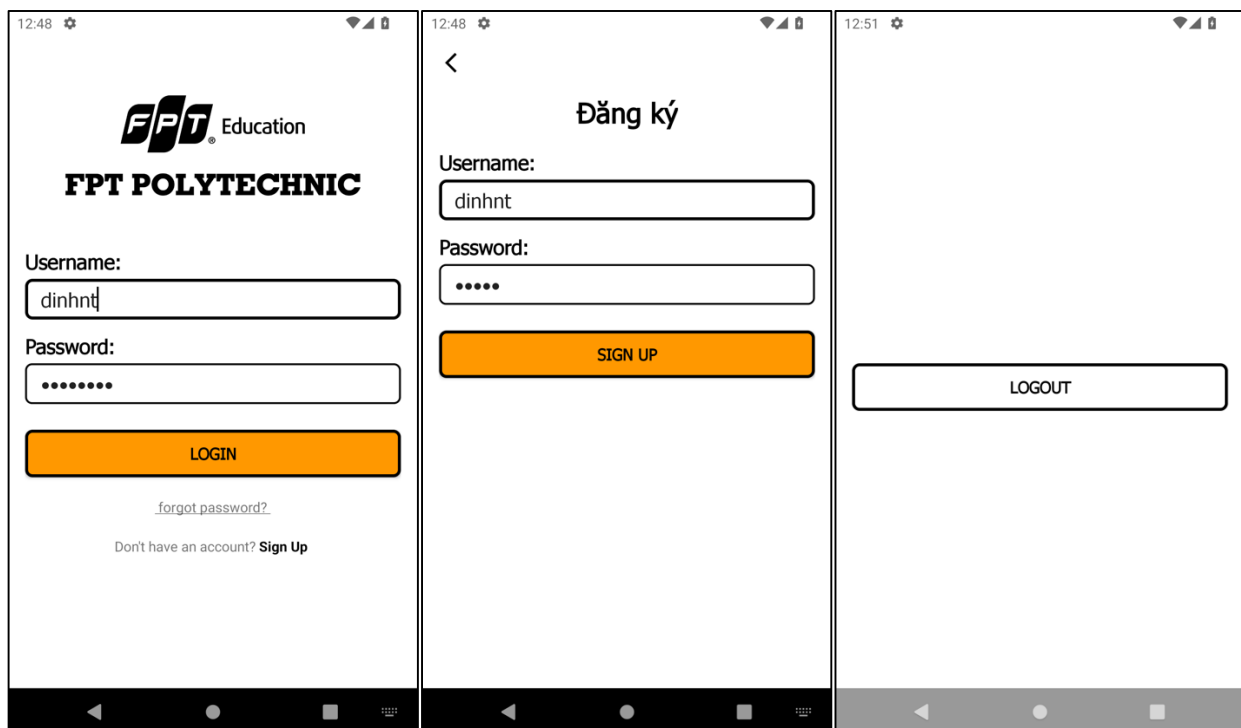 12:48
FPT® Education
FPT POLYTECHNIC
Username:
dinhnt
Password:
••••••••
LOGIN
forgot password?
Don't have an account? Sign Up
12:48
Đăng ký
Username:
dinhnt
Password:
•••••
SIGN UP
12:51
LOGOUT